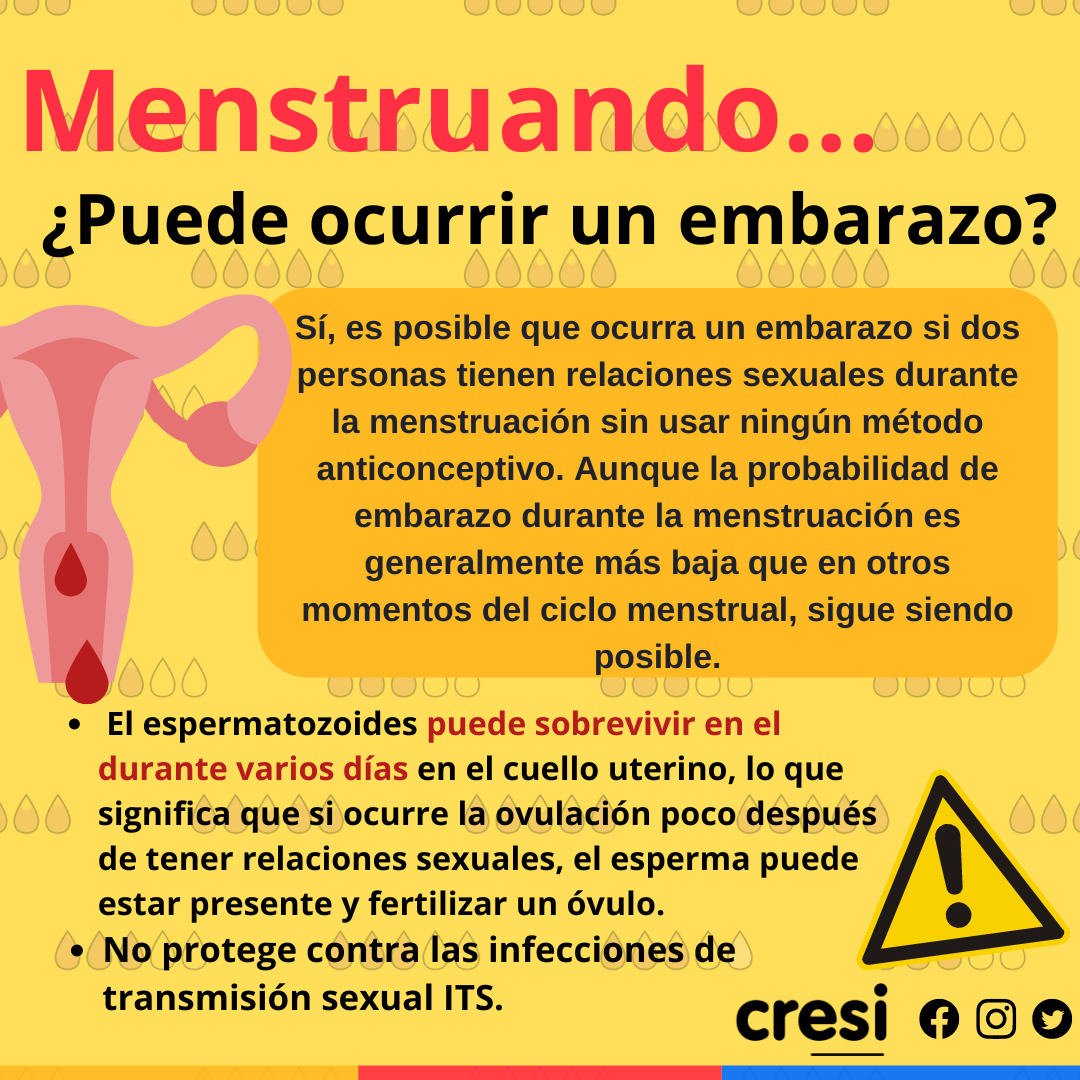 Menstruando...
¿Puede ocurrir un embarazo?
Sí, es posible que ocurra un embarazo si dos
personas tienen relaciones sexuales durante
la menstruación sin usar ningún método
anticonceptivo. Aunque la probabilidad de
embarazo durante la menstruación es
generalmente más baja que en otros
momentos del ciclo menstrual, sigue siendo
posible.
• El espermatozoides puede sobrevivir en el
durante varios días en el cuello uterino, lo que
significa que si ocurre la ovulación poco después
de tener relaciones sexuales, el esperma puede
estar presente y fertilizar un óvulo.
• No protege contra las infecciones de
transmisión sexual ITS.
cresi